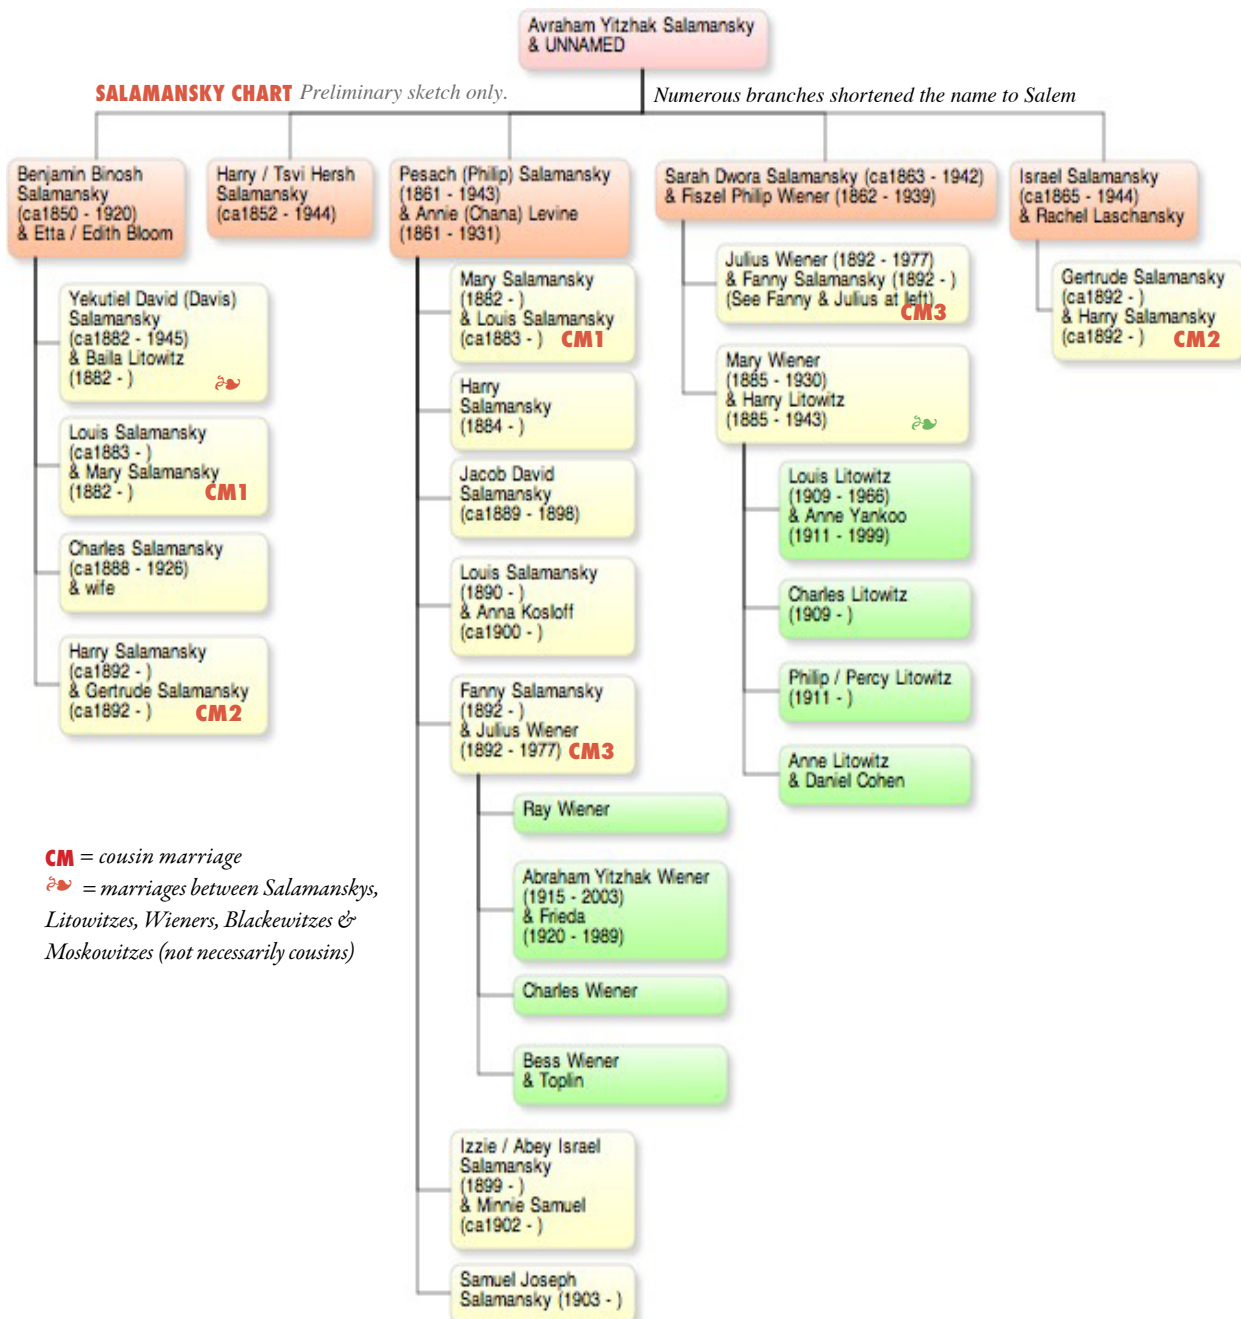 Avraham Yitzhak Salamansky
& UNNAMED
SALAMANSKY CHART Preliminary sketch only.
Numerous branches shortened the name to Salem
Benjamin Binosh
Salamansky
(ca1850 - 1920)
& Etta / Edith Bloom
Yekutiel David (Davis)
Salamansky
(ca1882 - 1945)
& Baila Litowitz
(1882 - )
Louis Salamansky
(ca1883 - )
& Mary Salamansky
(1882 - ) CM1
Charles Salamansky
(ca1888 - 1926)
& wife
Harry Salamansky
(ca1892 - )
& Gertrude Salamansky
(ca1892 - ) CM2
Harry / Tsvi Hersh
Salamansky
(ca1852 - 1944)
Pesach (Philip) Salamansky
(1861 - 1943)
& Annie (Chana) Levine
(1861 - 1931)
Mary Salamansky
(1882 - )
& Louis Salamansky
(ca1883 - ) CM1
Harry
Salamansky
(1884 - )
Jacob David
Salamansky
(ca1889 - 1898)
Louis Salamansky
(1890 - )
& Anna Kosloff
(ca1900 - )
Fanny Salamansky
(1892 - )
& Julius Wiener
(1892 - 1977) CM3
Ray Wiener
Abraham Yitzhak Wiener
(1915 - 2003)
& Frieda
(1920 - 1989)
Charles Wiener
Bess Wiener
& Toplin
Izzie / Abey Israel
Salamansky
(1899 - )
& Minnie Samuel
(ca1902 - )
Samuel Joseph
Salamansky (1903 - )
Sarah Dwora Salamansky (ca1863 - 1942)
& Fiszel Philip Wiener (1862 - 1939)
Julius Wiener (1892 - 1977)
& Fanny Salamansky (1892 - )
(See Fanny & Julius at left)
CM3
Mary Wiener
(1885 - 1930)
& Harry Litowitz
(1885 - 1943)
Louis Litowitz
(1909 - 1966)
& Anne Yankoo
(1911 - 1999)
Charles Litowitz
(1909 - )
Philip / Percy Litowitz
(1911 - )
Anne Litowitz
& Daniel Cohen
Israel Salamansky
(ca1865 - 1944)
& Rachel Laschansky
Gertrude Salamansky
(ca1892 - )
& Harry Salamansky
(ca1892 - ) CM2
CM = cousin marriage
= marriages between Salamanskys,
Litowitzes, Wieners, Blackewitzes &
Moskowitzes (not necessarily cousins)